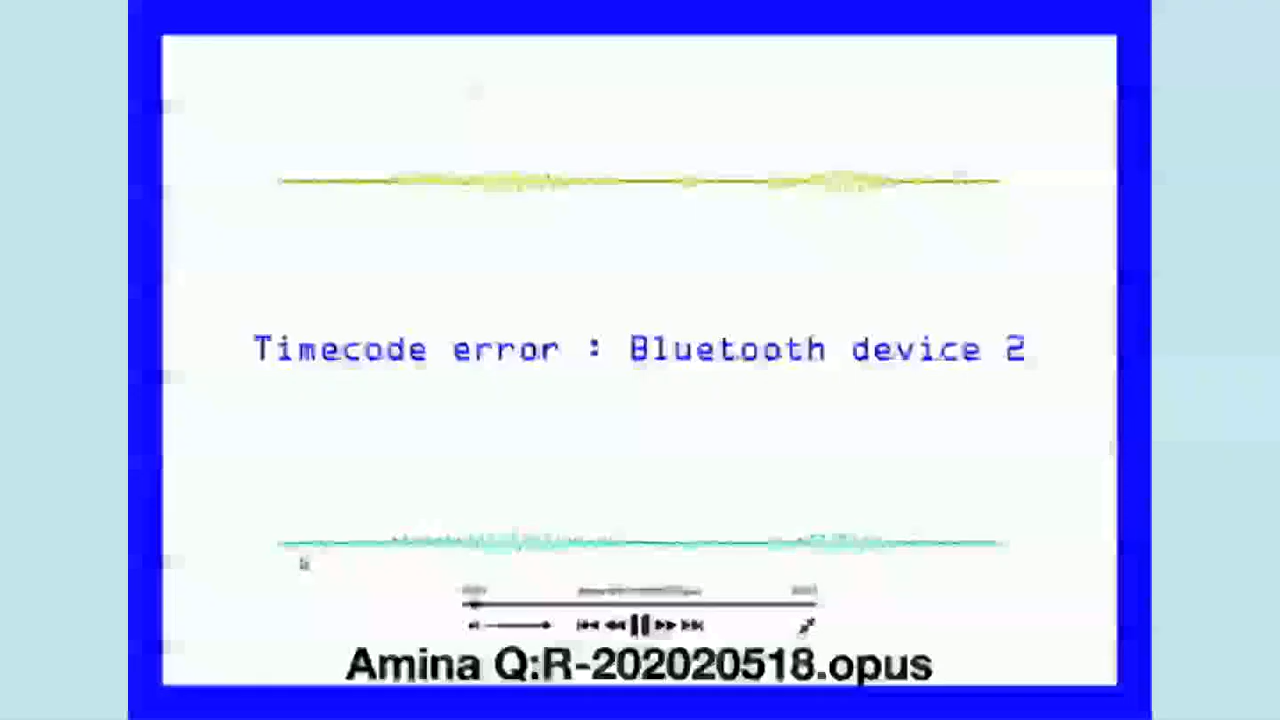 Timecode error : Bluetooth device 2
Amina Q:R-202020518.opus